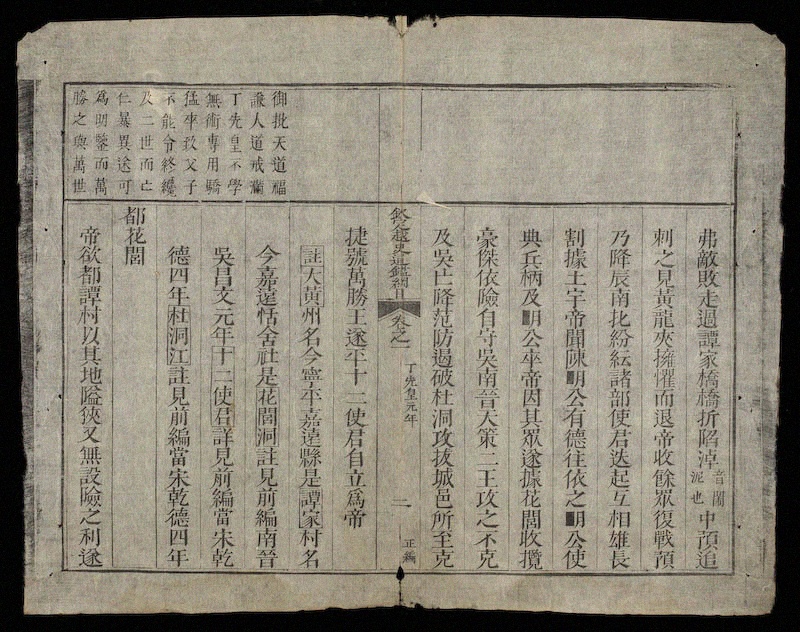 弗敵敗走過譚家橋橋折陷淖音閙泥也中預追
刺之見黃龍夾擁懼而退帝收餘眾復戰預
乃降辰南北紛紜諸部使君迭起互相雄長
割據土宇帝聞陳明公有德往依之明公使
典兵柄及明公卒帝因其眾遂據花閭收攬
豪傑依險自守吳南晉天策二王攻之不克
及吳亡降范防遏破杜洞攻拔城邑所至克
欽定越史通鑑綱目 卷之一 丁先皇元年 二 正編
御批天道福
謙人道戒滿
丁先皇不學
無術專用驕
猛卒致父子
不能令終纔
及二世而亡
仁暴異途可
為明鑒而萬
勝之與萬世
捷號萬勝王遂平十二使君自立爲帝
註大黃州名今寧平嘉遠縣是譚家村名
今嘉遠恬舍社是花閭洞註見前編南晉
吳昌文元年十二使君詳見前編當宋乾
德四年杜洞江註見前編當宋乾德四年
都花閭
帝欲都譚村以其地隘狹又無設險之利遂